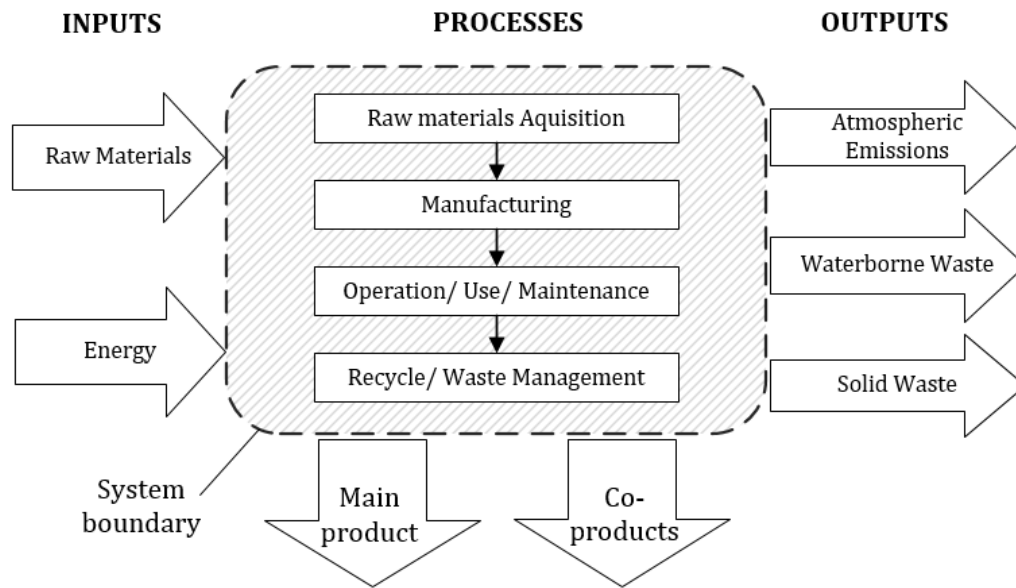 INPUTS
PROCESSES
OUTPUTS
Raw Materials
Energy
Raw materials Aquisition
Manufacturing
Operation/ Use/ Maintenance
Recycle/ Waste Management
Atmospheric
Emissions
Waterborne Waste
Solid Waste
System
boundary
Main
product
Co-
products